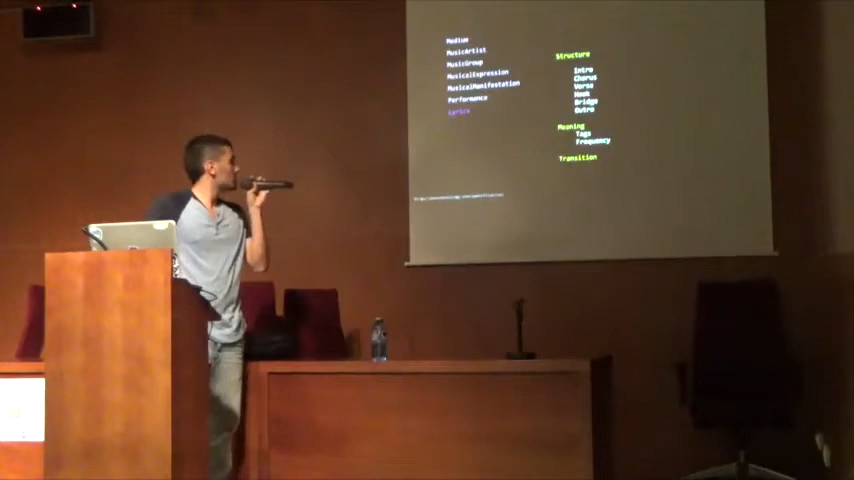 Medium
MusicArtist
MusicGroup
MusicalExpression
MusicalManifestation
Performance
Lyrics
Structure
Intro
Chorus
Verse
Hook
Bridge
Outro
Meaning
Tags
Frequency
Transition